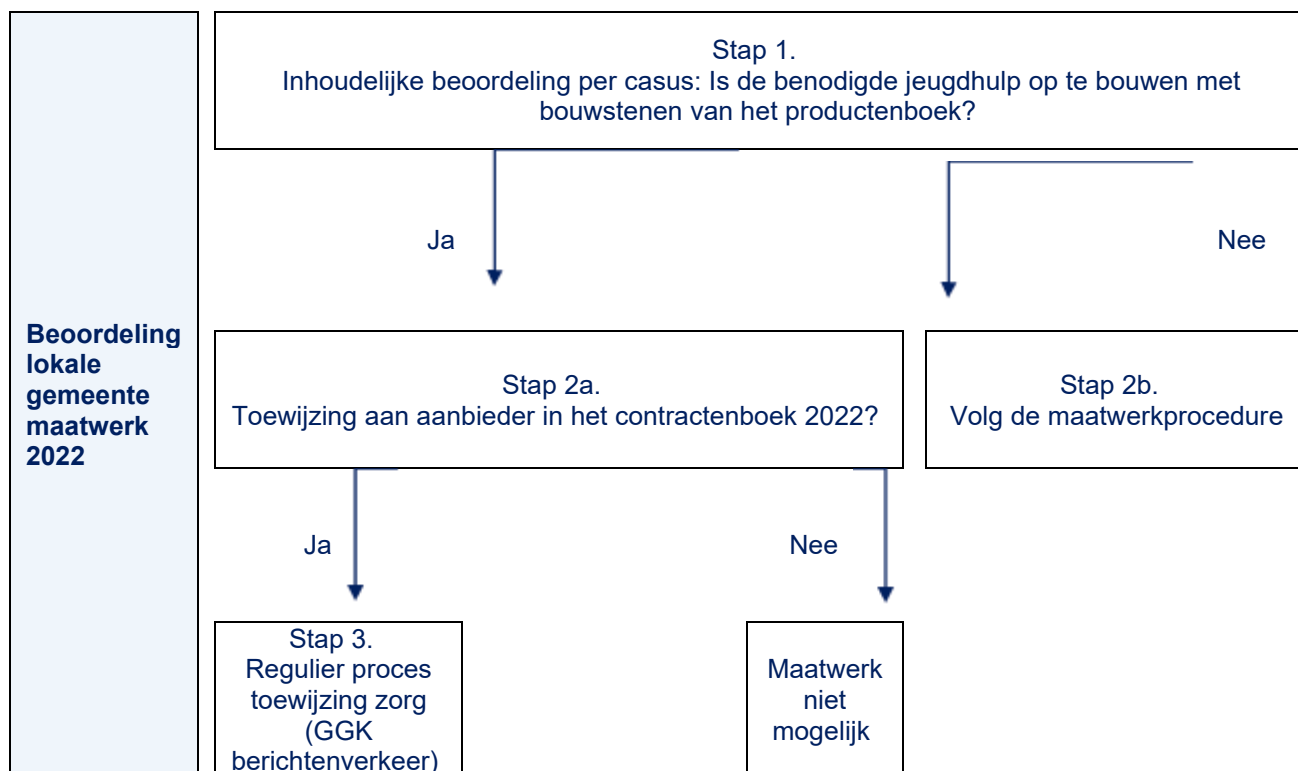 Stap 1.
Inhoudelijke beoordeling per casus: Is de benodigde jeugdhulp op te bouwen met
bouwstenen van het productenboek?
Ja
Nee
Beoordeling
lokale
gemeente
maatwerk
2022
Stap 2a.
Toewijzing aan aanbieder in het contractenboek 2022?
Stap 2b.
Volg de maatwerkprocedure
Ja
Nee
Stap 3.
Regulier proces
toewijzing zorg
(GGK
berichtenverkeer)
Maatwerk
niet
mogelijk